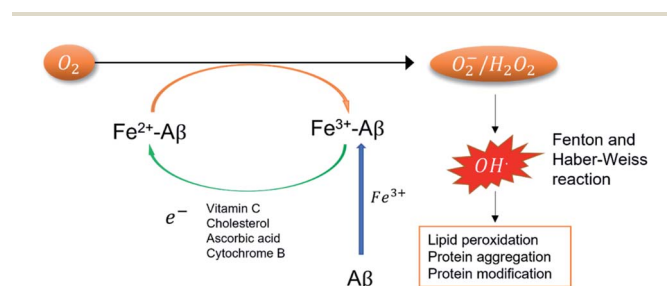 O₂
O₂⁻/H₂O₂
Fe²⁺-Aβ
Fe³⁺-Aβ
OH·
Fenton and
Haber-Weiss
reaction
e⁻
Vitamin C
Cholesterol
Ascorbic acid
Cytochrome B
Fe³⁺
Aβ
Lipid peroxidation
Protein aggregation
Protein modification